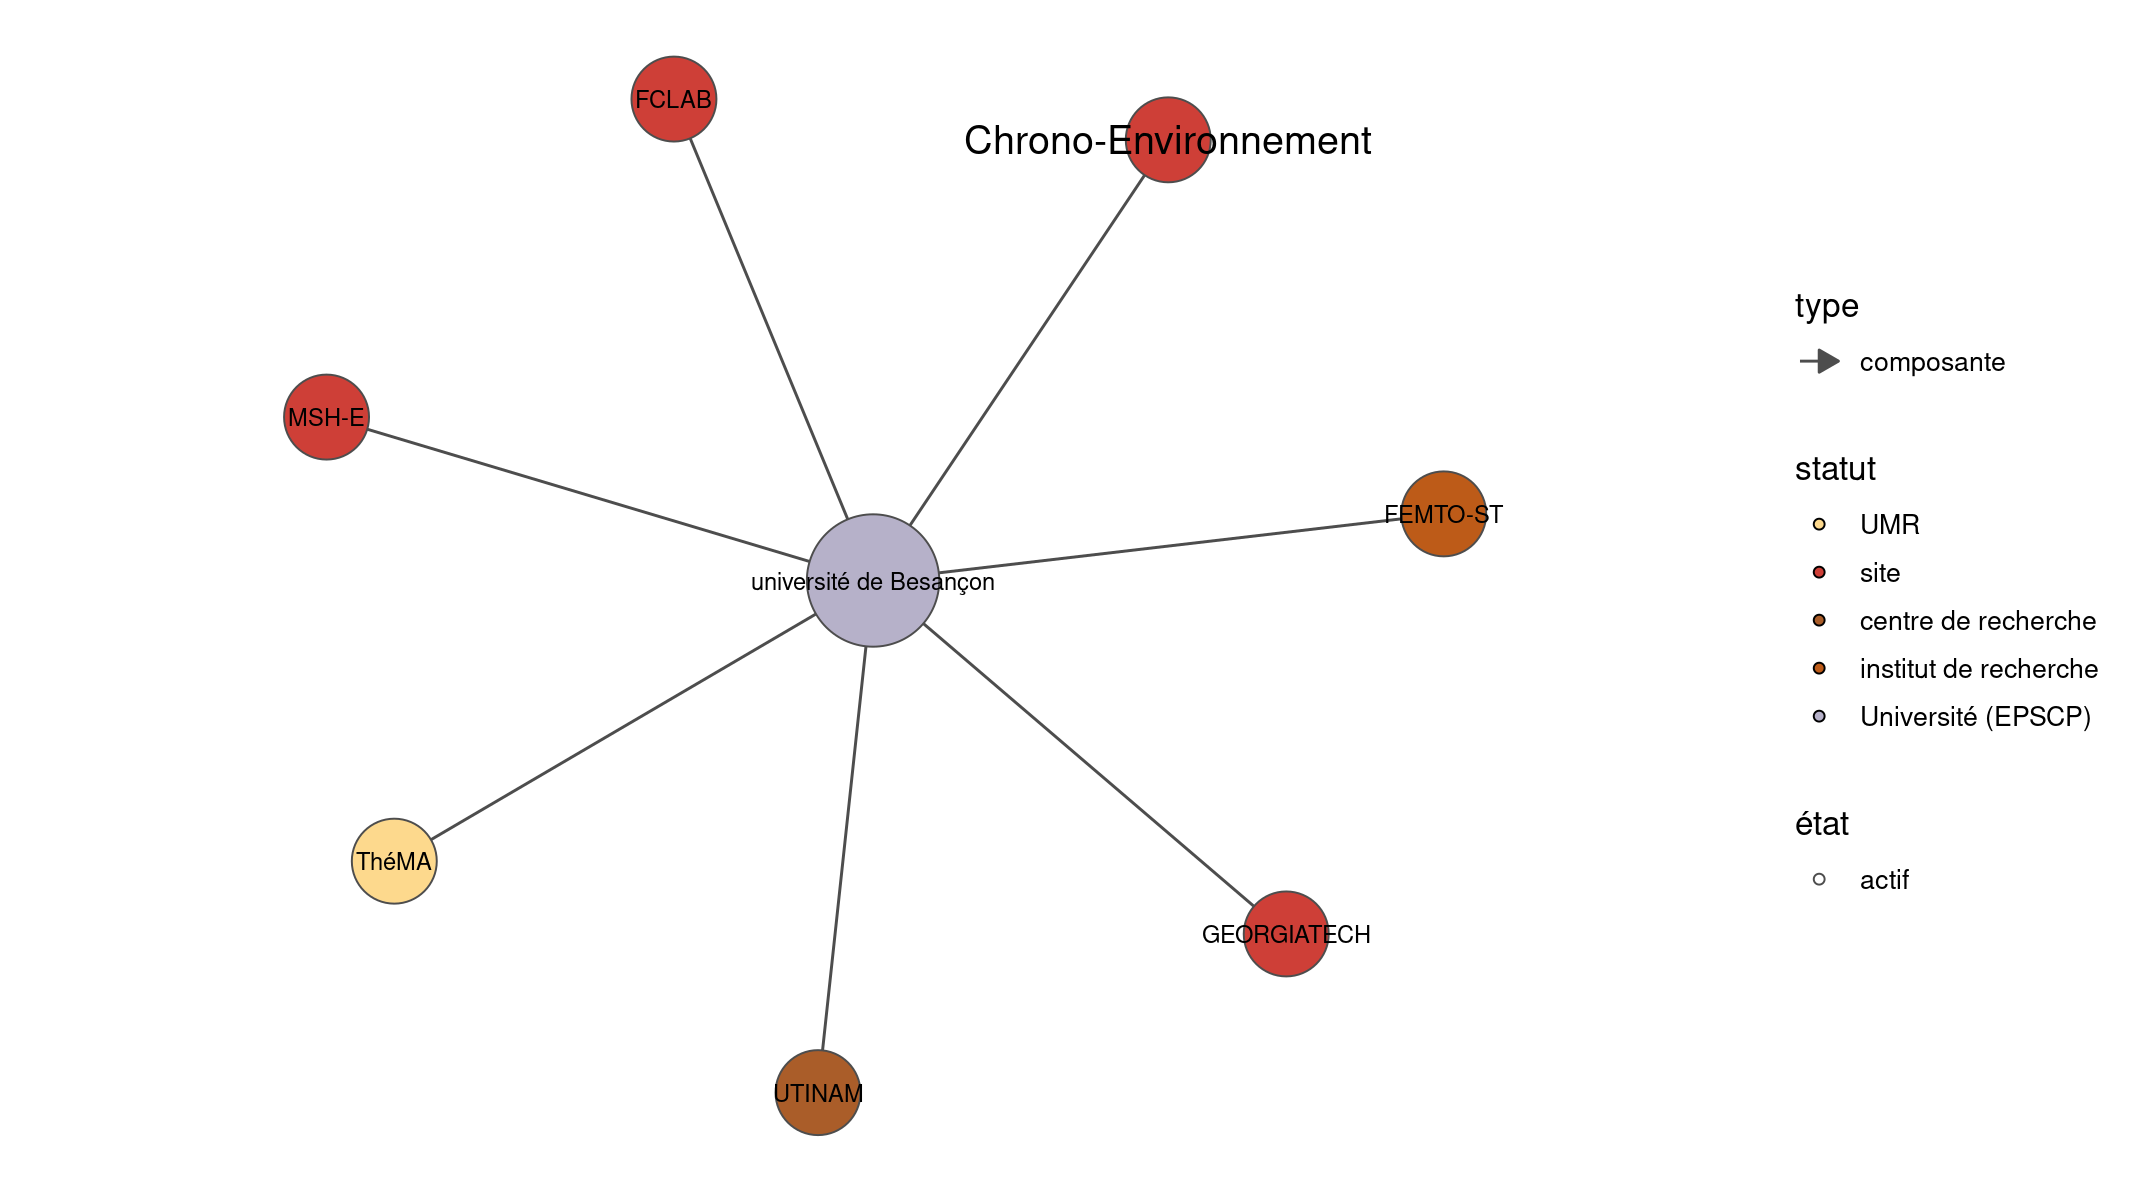 FCLAB
Chrono-Environnement
MSH-E
FEMTO-ST
université de Besançon
ThéMA
GEORGIATECH
UTINAM
type
composante
statut
UMR
site
centre de recherche
institut de recherche
Université (EPSCP)
état
actif